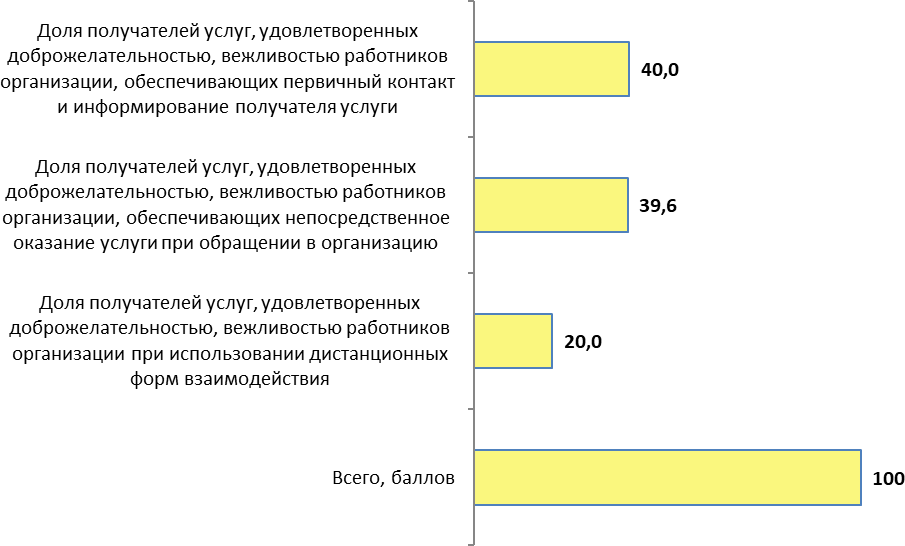 Доля получателей услуг, удовлетворенных
доброжелательностью, вежливостью работников
организации, обеспечивающих первичный контакт
и информирование получателя услуги
40,0
Доля получателей услуг, удовлетворенных
доброжелательностью, вежливостью работников
организации, обеспечивающих непосредственное
оказание услуги при обращении в организацию
39,6
Доля получателей услуг, удовлетворенных
доброжелательностью, вежливостью работников
организации при использовании дистанционных
форм взаимодействия
20,0
Всего, баллов
100